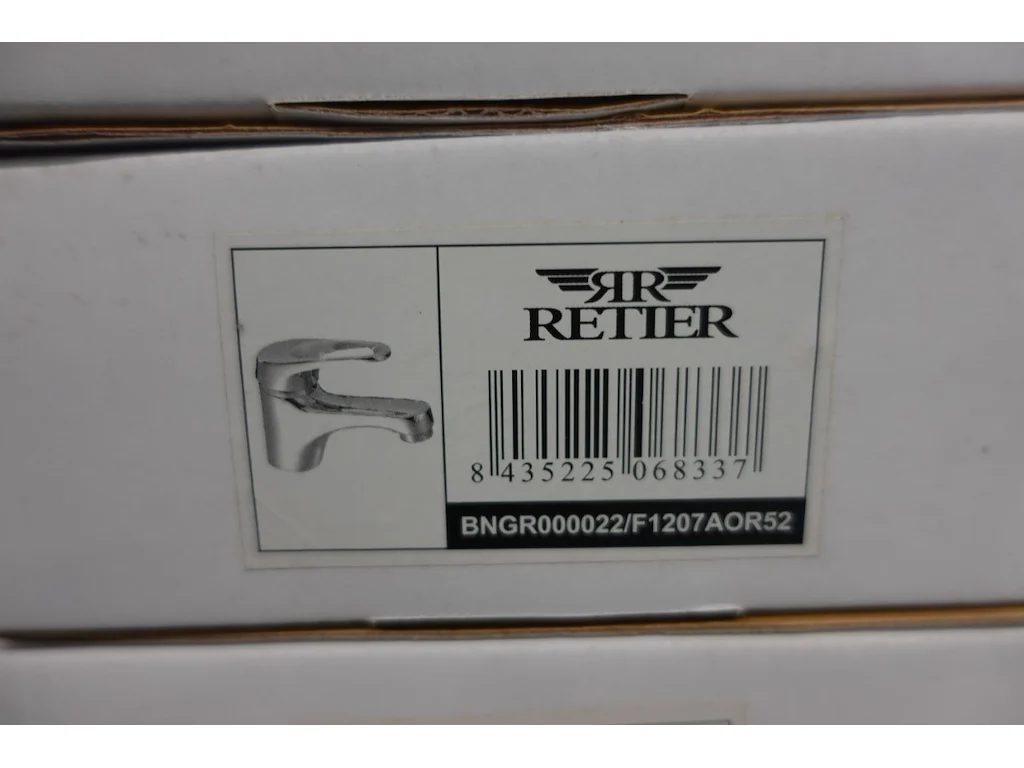 RR
RETIER
8 435225 068337
BNGR000022/F1207AOR52